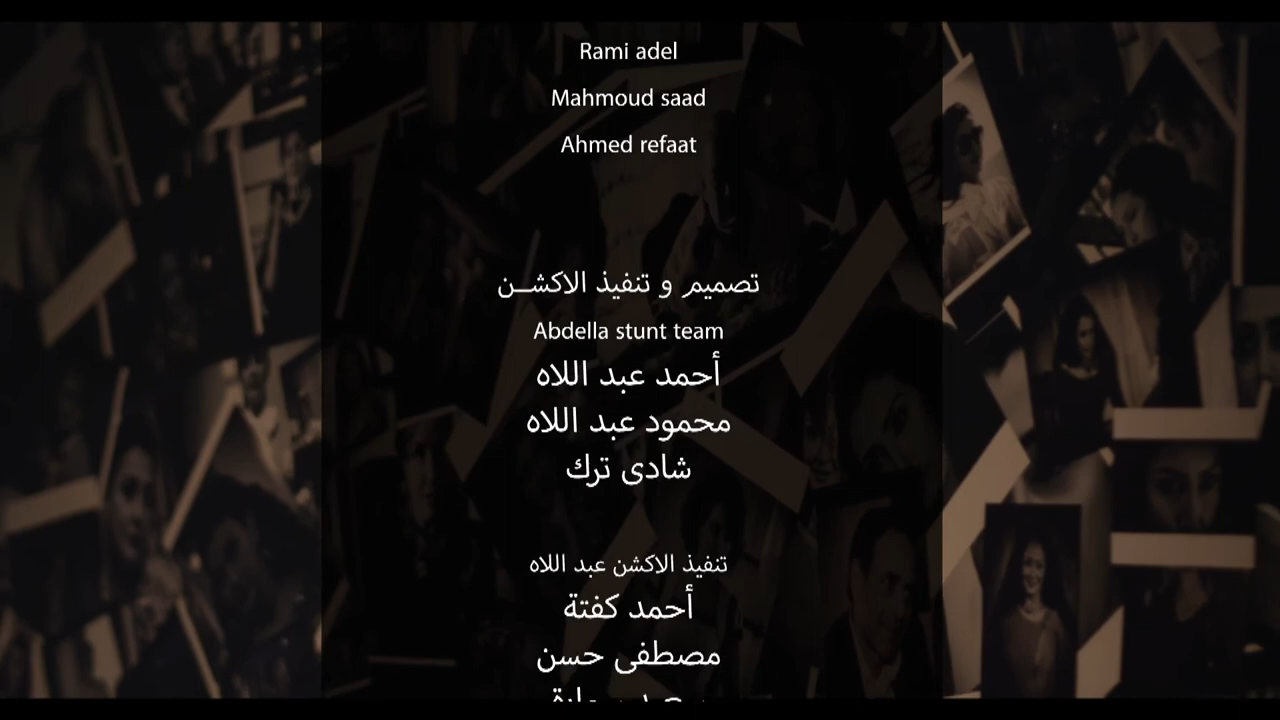 Rami adel
Mahmoud saad
Ahmed refaat
تصميم و تنفيذ الاكشـن
Abdella stunt team
أحمد عبد اللاه
محمود عبد اللاه
شادى ترك
تنفيذ الاكشن عبد اللاه
أحمد كفتة
مصطفى حسن